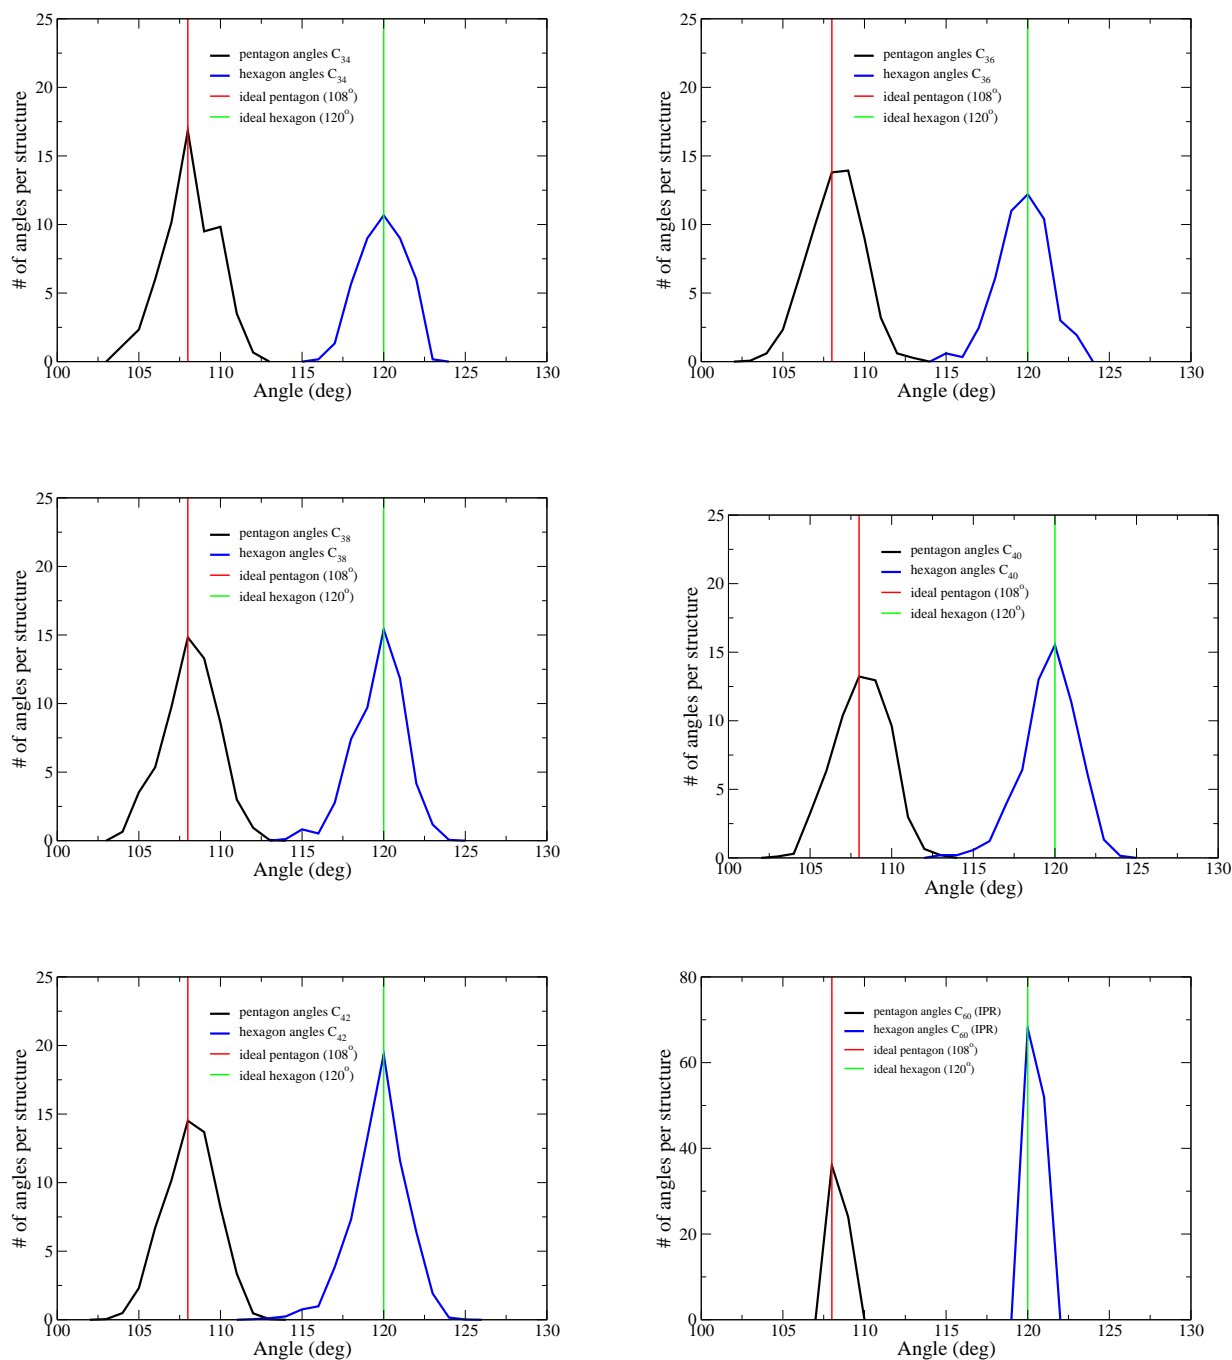 25
20
15
10
5
0
# of angles per structure
pentagon angles C34
hexagon angles C34
ideal pentagon (108°)
ideal hexagon (120°)
100 105 110 115 120 125 130
Angle (deg)
25
20
15
10
5
0
# of angles per structure
pentagon angles C36
hexagon angles C36
ideal pentagon (108°)
ideal hexagon (120°)
100 105 110 115 120 125 130
Angle (deg)
25
20
15
10
5
0
# of angles per structure
pentagon angles C38
hexagon angles C38
ideal pentagon (108°)
ideal hexagon (120°)
100 105 110 115 120 125 130
Angle (deg)
25
20
15
10
5
0
# of angles per structure
pentagon angles C40
hexagon angles C40
ideal pentagon (108°)
ideal hexagon (120°)
100 105 110 115 120 125 130
Angle (deg)
25
20
15
10
5
0
# of angles per structure
pentagon angles C42
hexagon angles C42
ideal pentagon (108°)
ideal hexagon (120°)
100 105 110 115 120 125 130
Angle (deg)
80
60
40
20
0
# of angles per structure
pentagon angles C60 (IPR)
hexagon angles C60 (IPR)
ideal pentagon (108°)
ideal hexagon (120°)
100 105 110 115 120 125 130
Angle (deg)